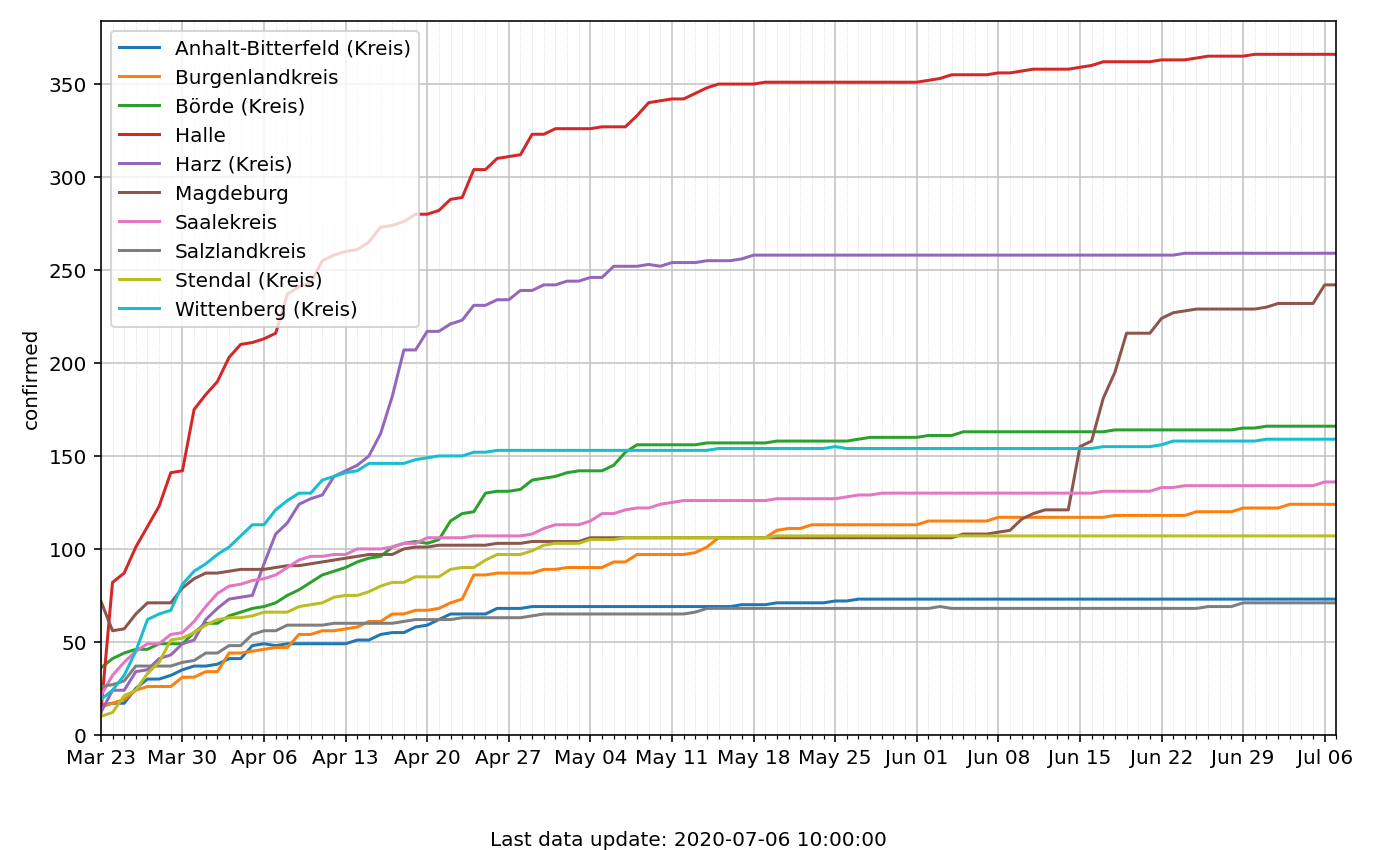 Anhalt-Bitterfeld (Kreis)
Burgenlandkreis
Börde (Kreis)
Halle
Harz (Kreis)
Magdeburg
Saalekreis
Salzlandkreis
Stendal (Kreis)
Wittenberg (Kreis)
confirmed
350
300
250
200
150
100
50
0
Mar 23 Mar 30 Apr 06 Apr 13 Apr 20 Apr 27 May 04 May 11 May 18 May 25 Jun 01 Jun 08 Jun 15 Jun 22 Jun 29 Jul 06
Last data update: 2020-07-06 10:00:00